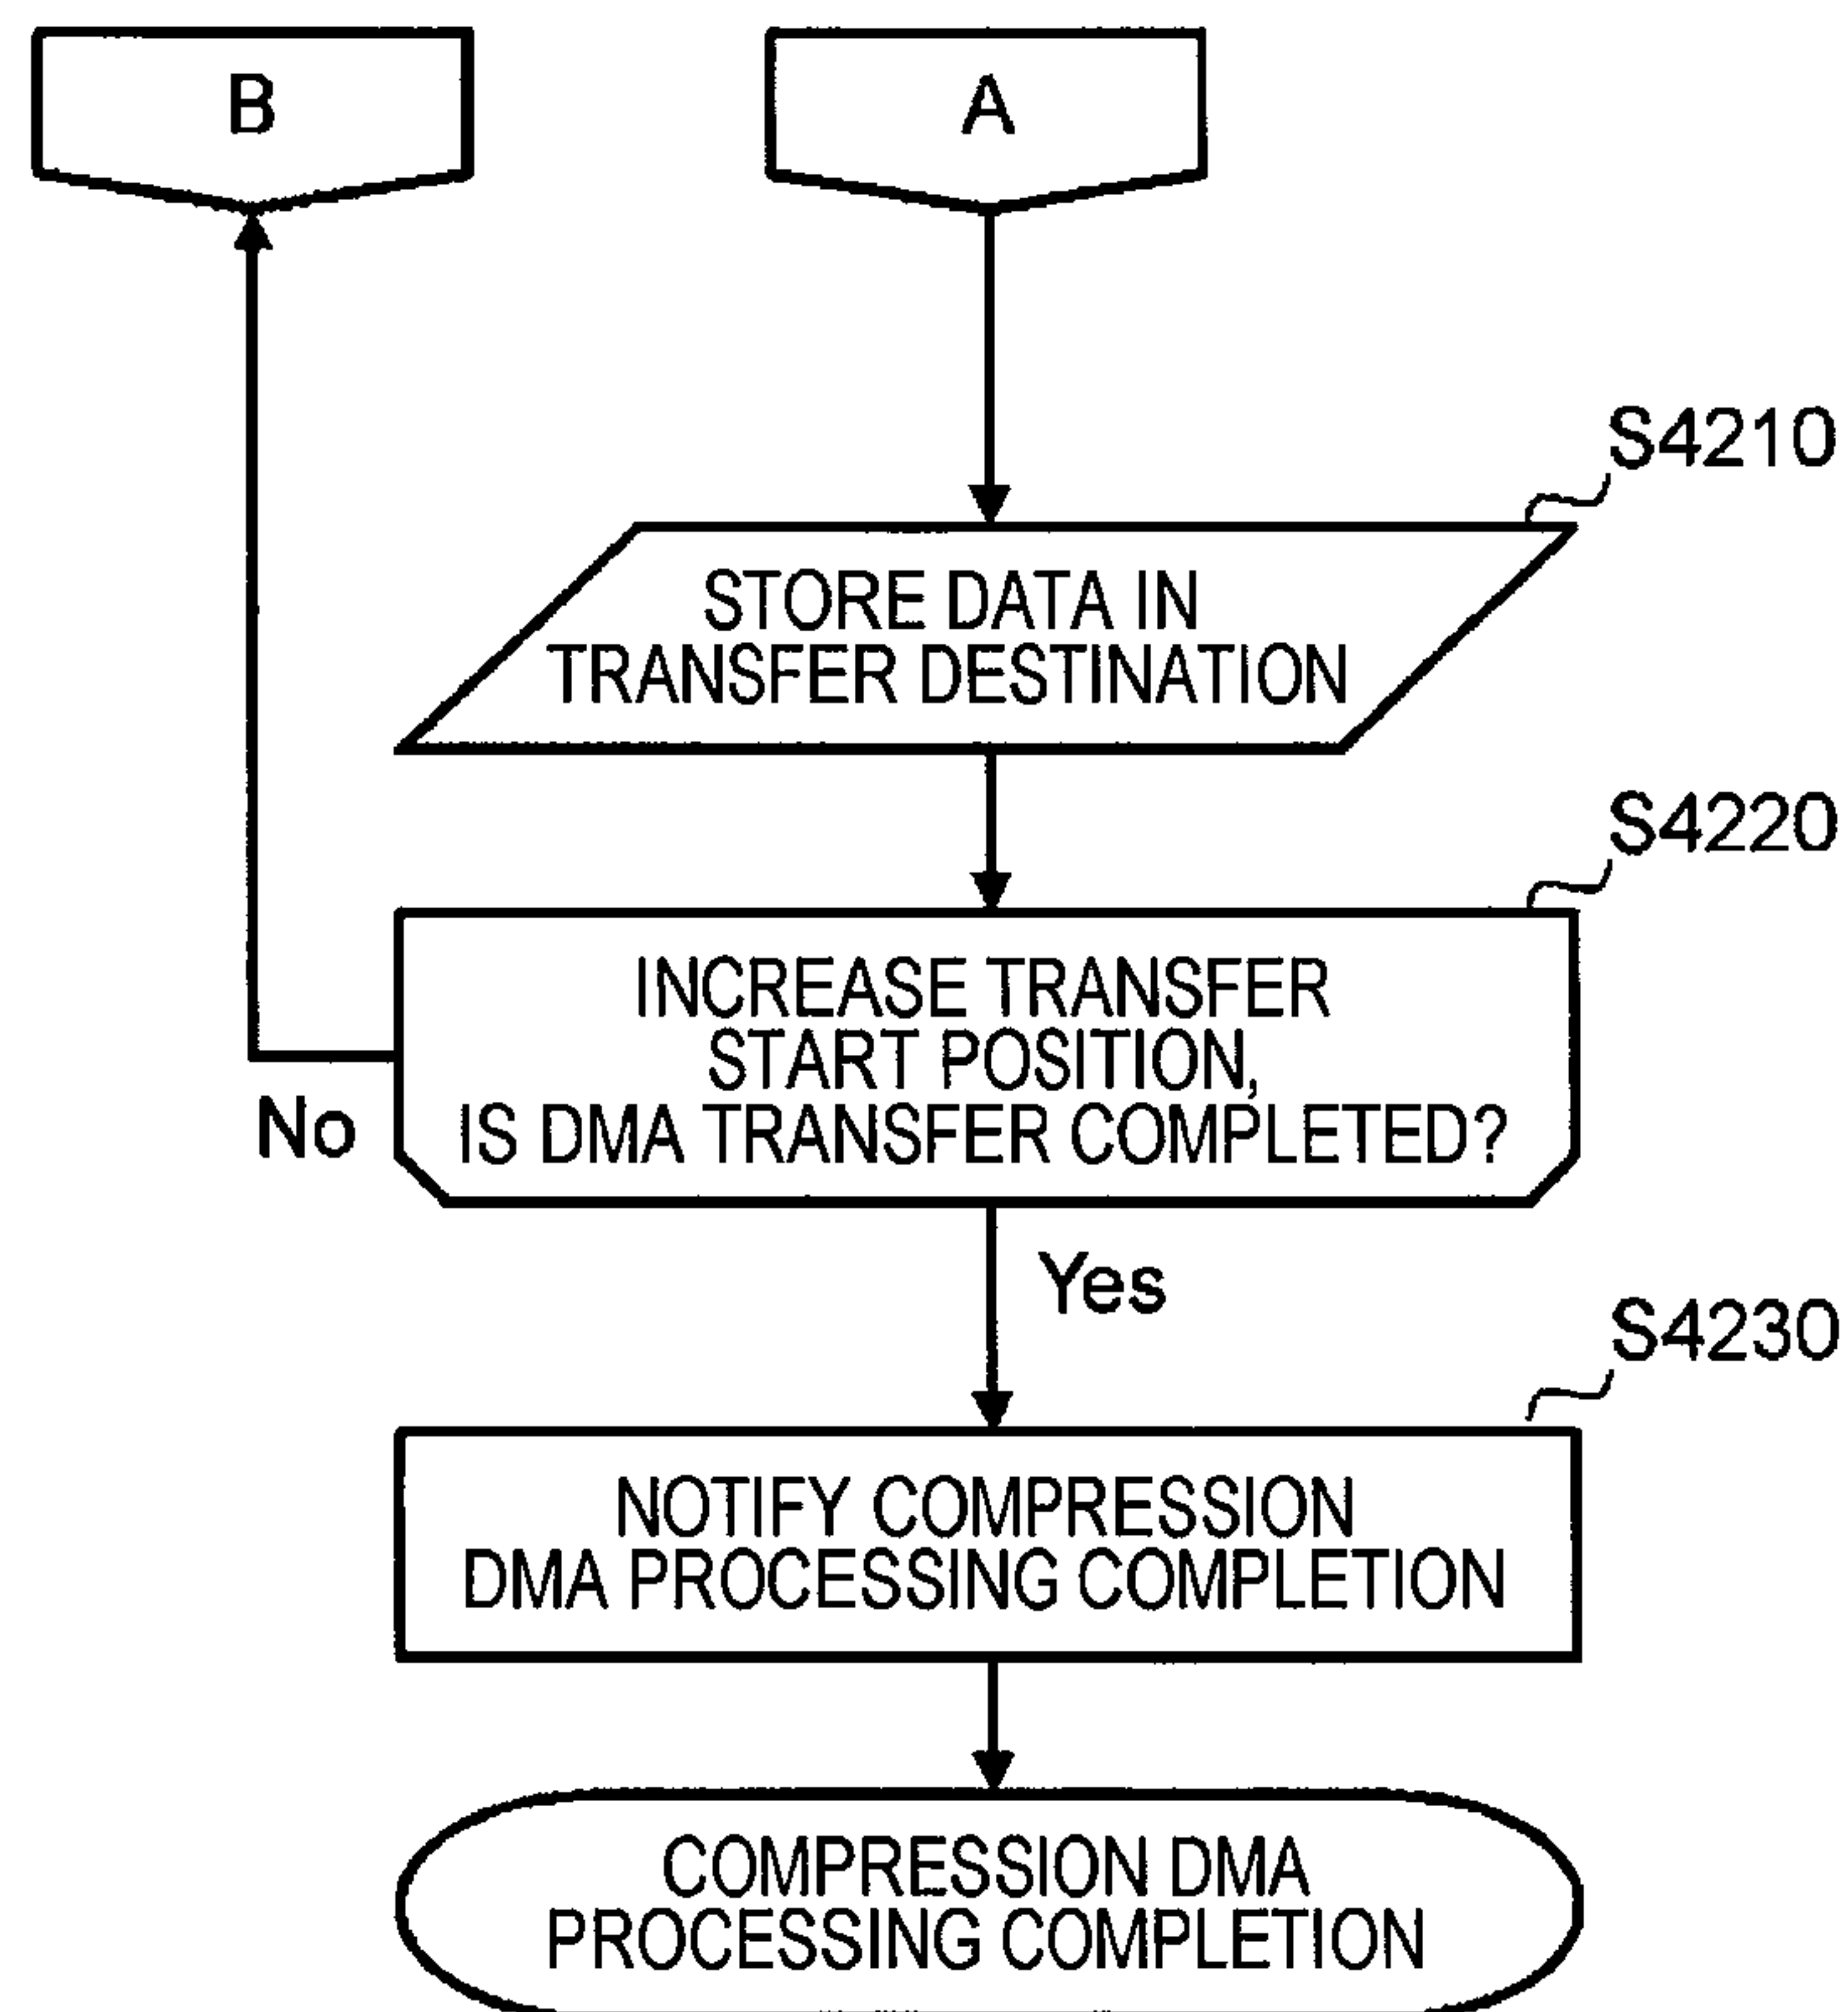 B
A
S4210
STORE DATA IN
TRANSFER DESTINATION
S4220
INCREASE TRANSFER
START POSITION,
IS DMA TRANSFER COMPLETED?
No
Yes
S4230
NOTIFY COMPRESSION
DMA PROCESSING COMPLETION
COMPRESSION DMA
PROCESSING COMPLETION